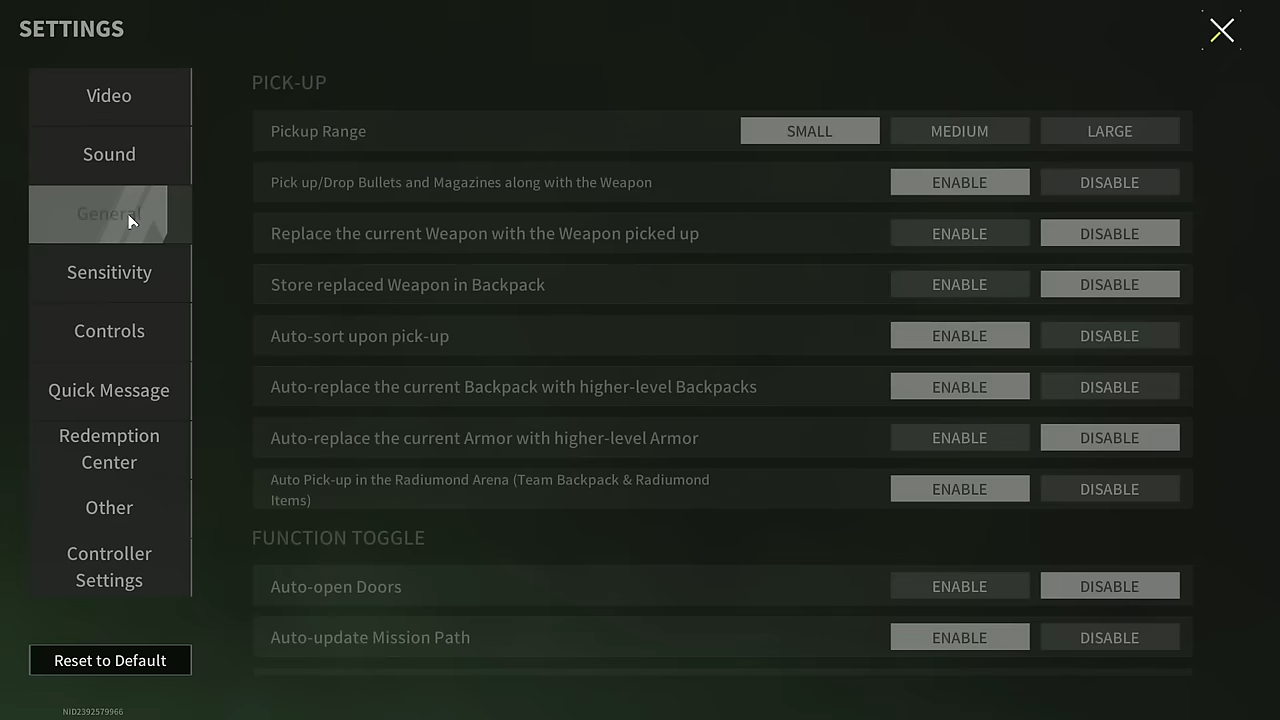 SETTINGS
Video
Sound
General
Sensitivity
Controls
Quick Message
Redemption
Center
Other
Controller
Settings
Reset to Default
NID2392579966
PICK-UP
Pickup Range SMALL MEDIUM LARGE
Pick up/Drop Bullets and Magazines along with the Weapon ENABLE DISABLE
Replace the current Weapon with the Weapon picked up ENABLE DISABLE
Store replaced Weapon in Backpack ENABLE DISABLE
Auto-sort upon pick-up ENABLE DISABLE
Auto-replace the current Backpack with higher-level Backpacks ENABLE DISABLE
Auto-replace the current Armor with higher-level Armor ENABLE DISABLE
Auto Pick-up in the Radiumond Arena (Team Backpack & Radiumond
Items) ENABLE DISABLE
FUNCTION TOGGLE
Auto-open Doors ENABLE DISABLE
Auto-update Mission Path ENABLE DISABLE